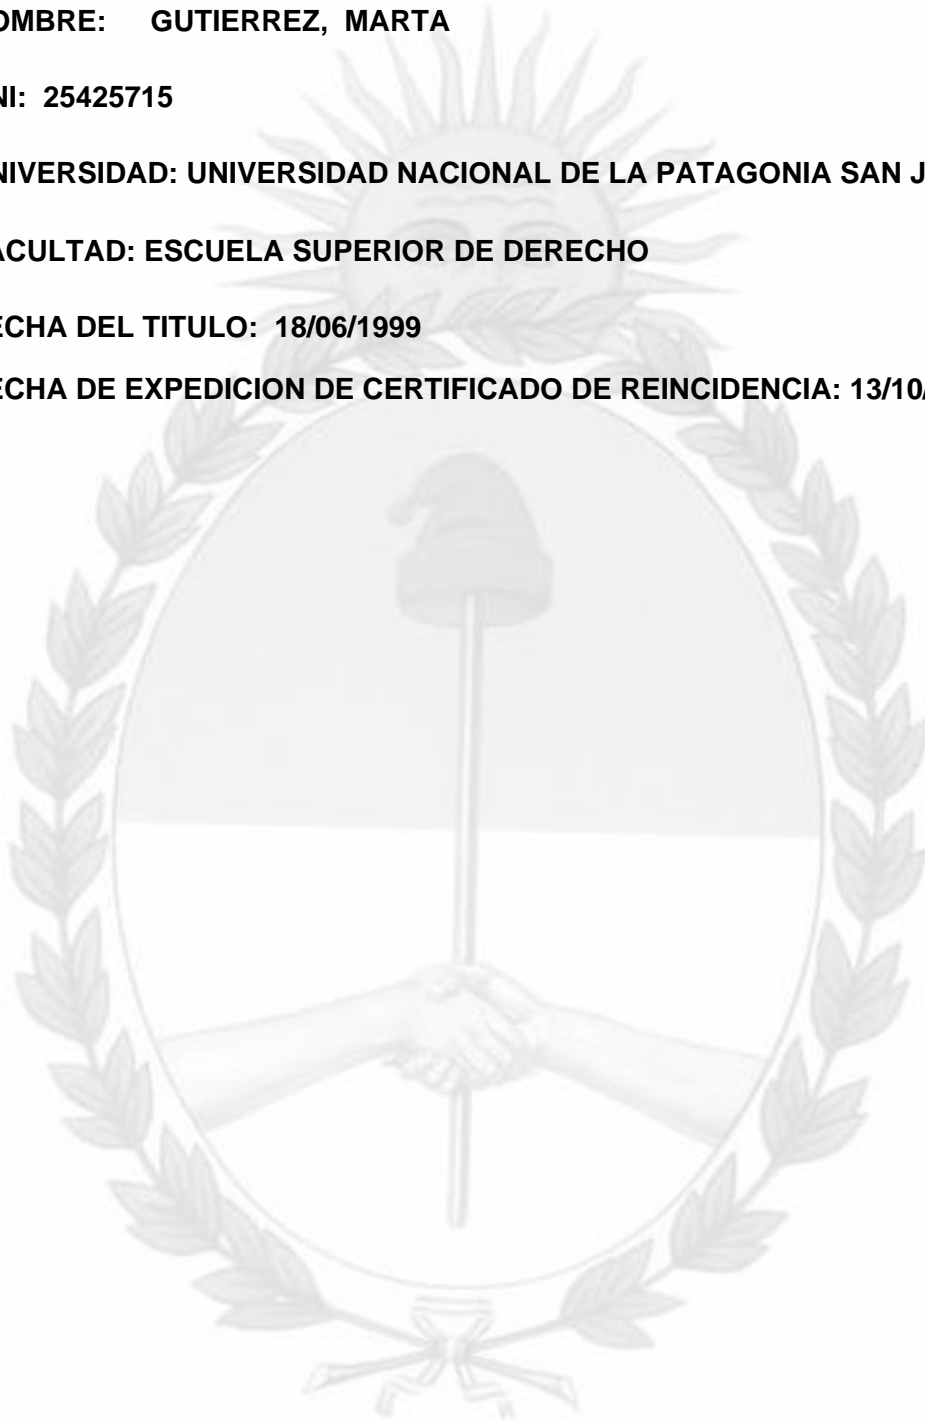 OMBRE: GUTIERREZ, MARTA
NI: 25425715
NIVERSIDAD: UNIVERSIDAD NACIONAL DE LA PATAGONIA SAN J
ACULTAD: ESCUELA SUPERIOR DE DERECHO
ECHA DEL TITULO: 18/06/1999
ECHA DE EXPEDICION DE CERTIFICADO DE REINCIDENCIA: 13/10/